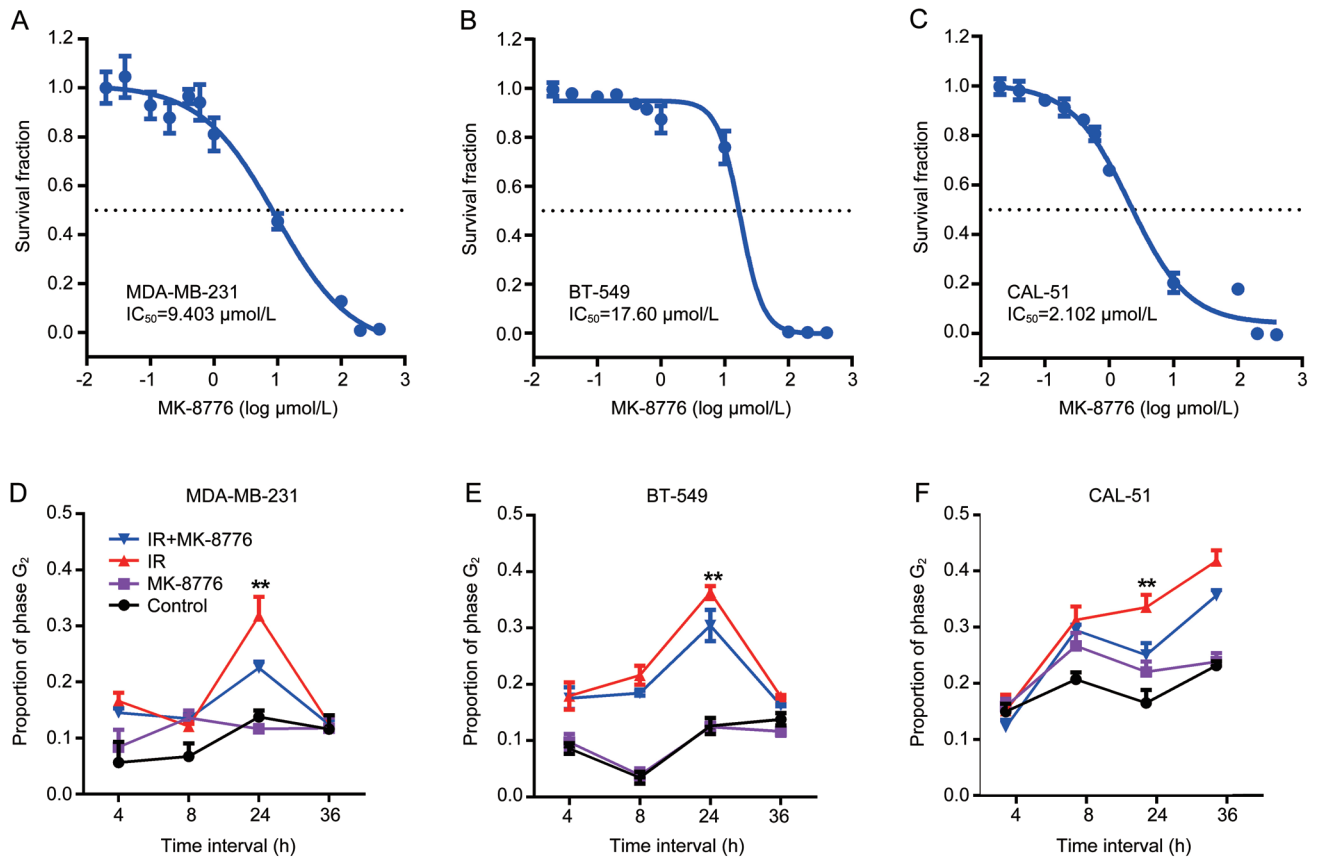 A
1.2
1.0
0.8
0.6
0.4
0.2
0.0
Survival fraction
MDA-MB-231
IC₅₀=9.403 µmol/L
-2 -1 0 1 2 3
MK-8776 (log µmol/L)
B
1.2
1.0
0.8
0.6
0.4
0.2
0.0
Survival fraction
BT-549
IC₅₀=17.60 µmol/L
-2 -1 0 1 2 3
MK-8776 (log µmol/L)
C
1.2
1.0
0.8
0.6
0.4
0.2
0.0
Survival fraction
CAL-51
IC₅₀=2.102 µmol/L
-2 -1 0 1 2 3
MK-8776 (log µmol/L)
D
MDA-MB-231
0.5
0.4
0.3
0.2
0.1
0.0
Proportion of phase G₂
IR+MK-8776
IR
MK-8776
Control
**
4 8 24 36
Time interval (h)
E
BT-549
0.5
0.4
0.3
0.2
0.1
0.0
Proportion of phase G₂
**
4 8 24 36
Time interval (h)
F
CAL-51
0.5
0.4
0.3
0.2
0.1
0.0
Proportion of phase G₂
**
4 8 24 36
Time interval (h)